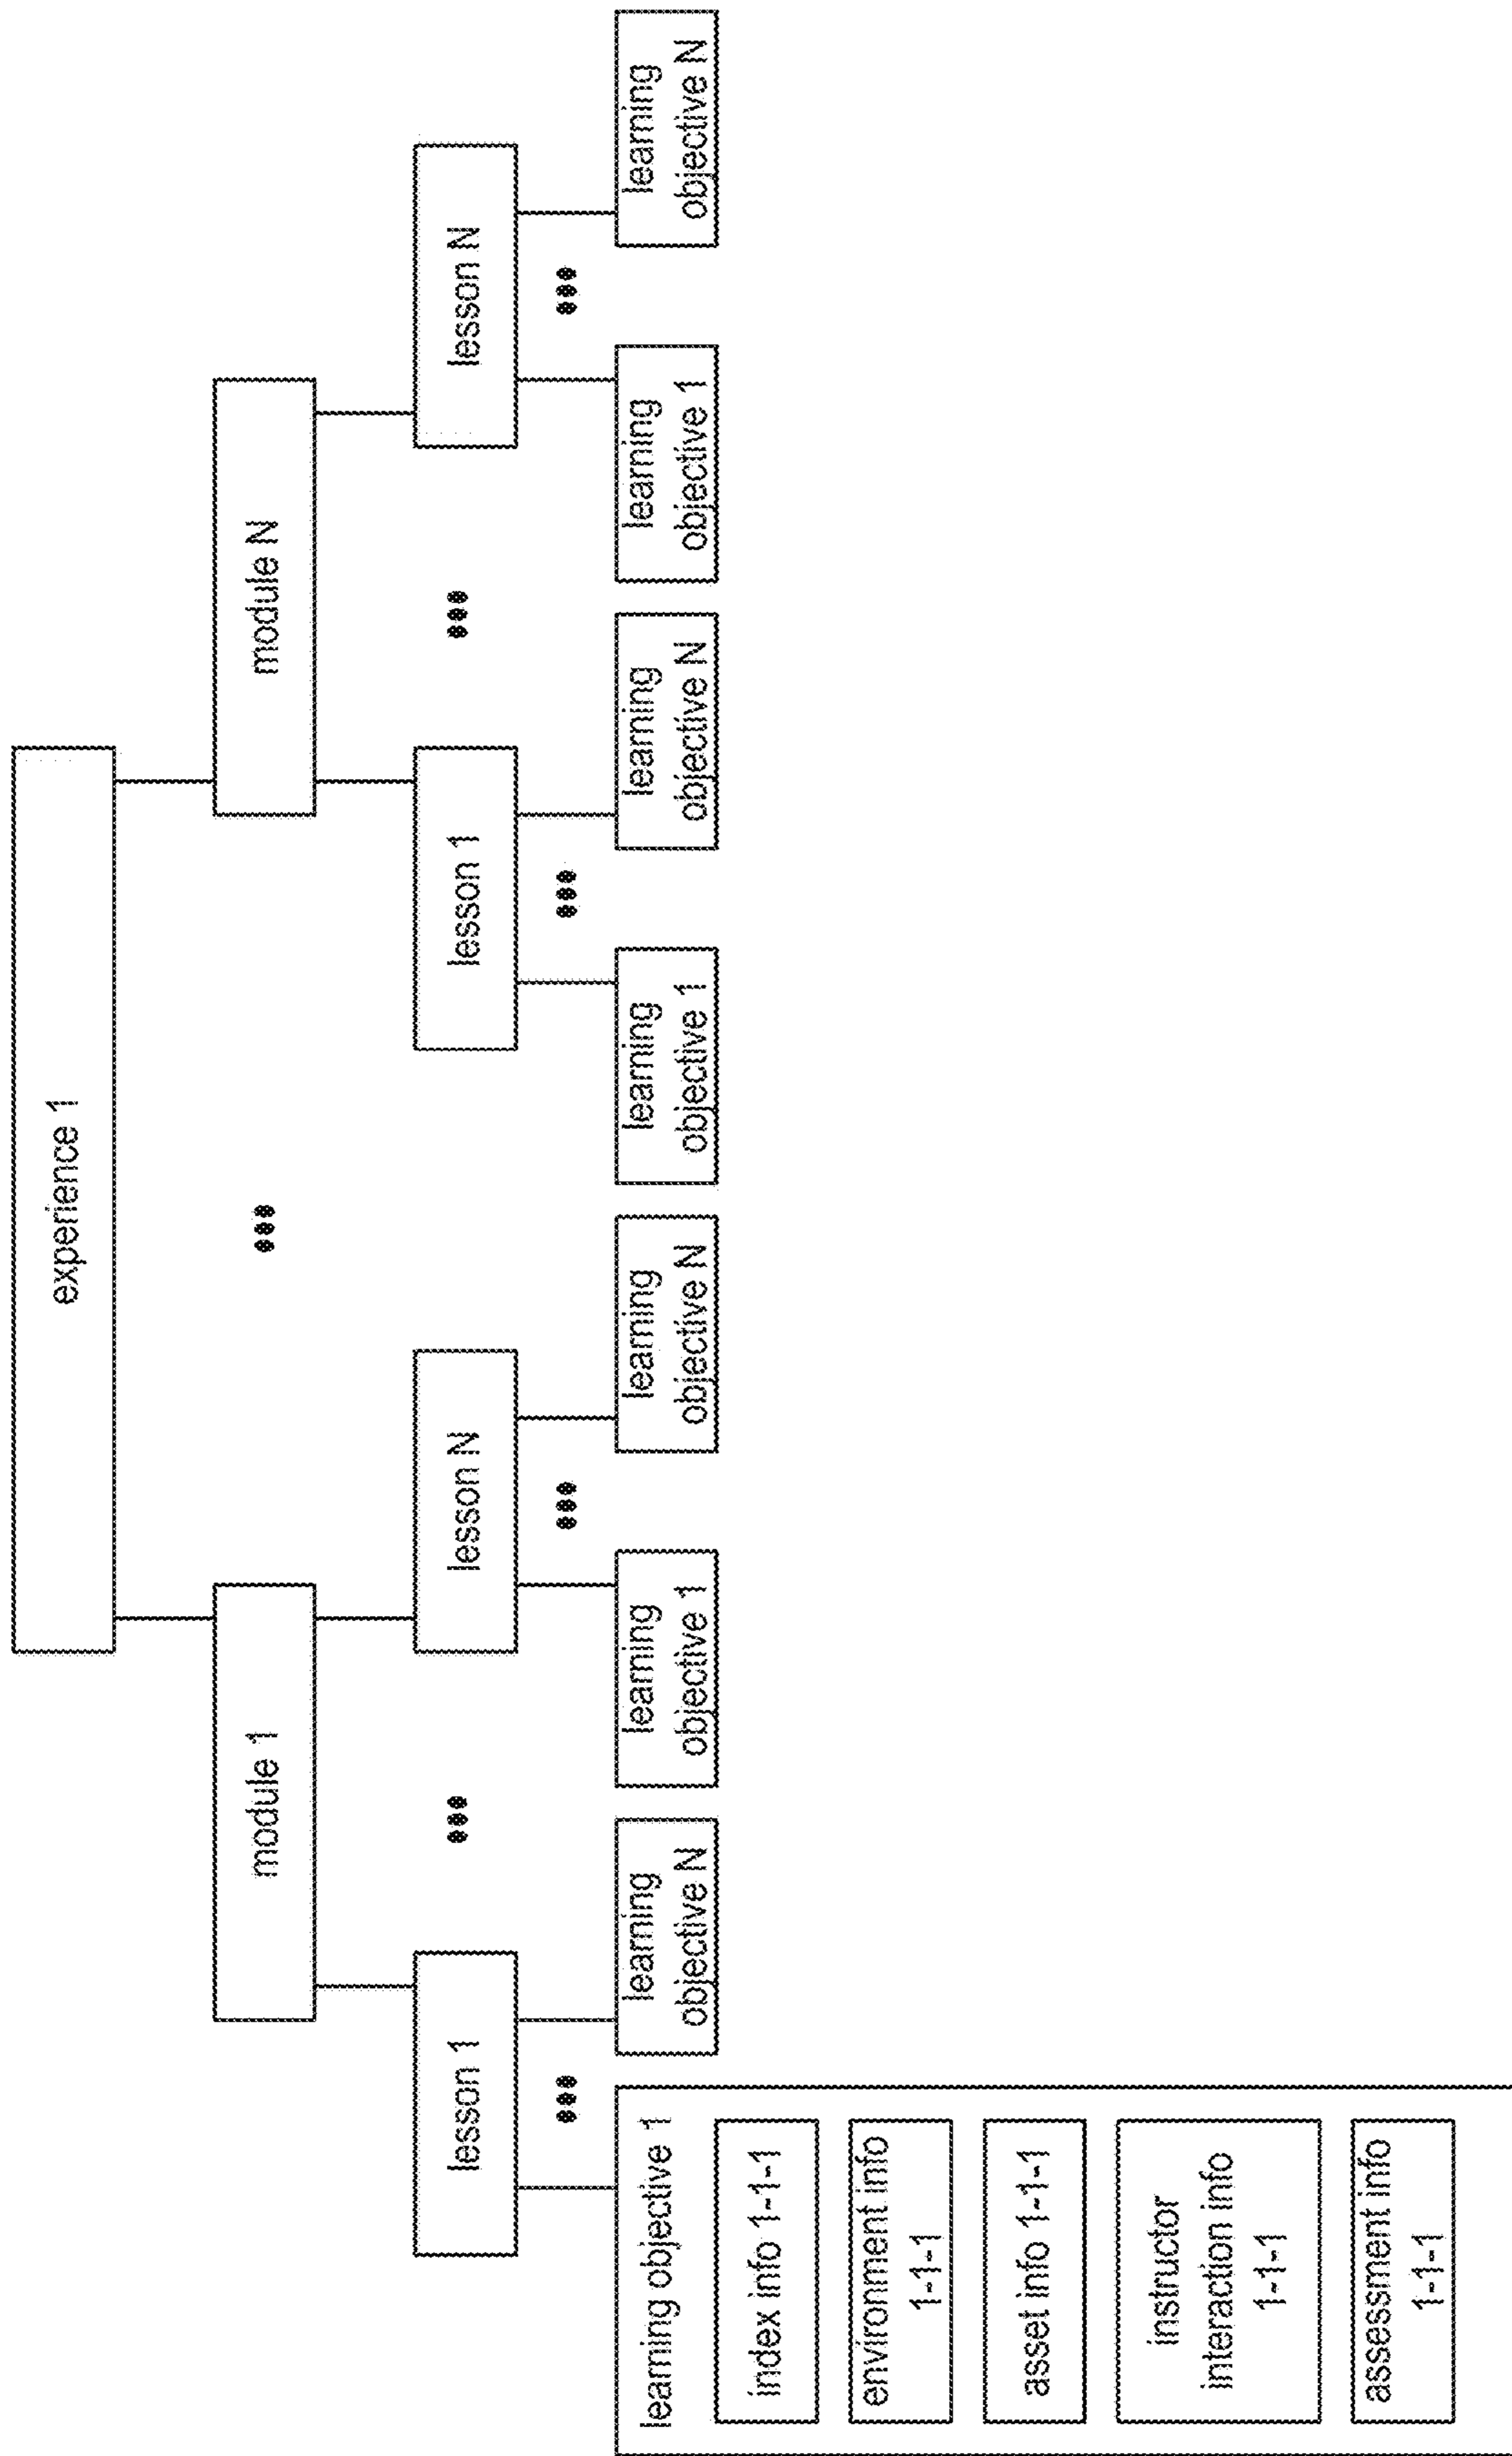 experience 1
module 1
module N
lesson 1
lesson N
lesson 1
lesson N
learning objective 1
index info 1-1-1
environment info
1-1-1
asset info 1-1-1
instructor
interaction info
1-1-1
assessment info
1-1-1
learning
objective N
learning
objective 1
learning
objective N
learning
objective 1
learning
objective N
learning
objective 1
learning
objective N